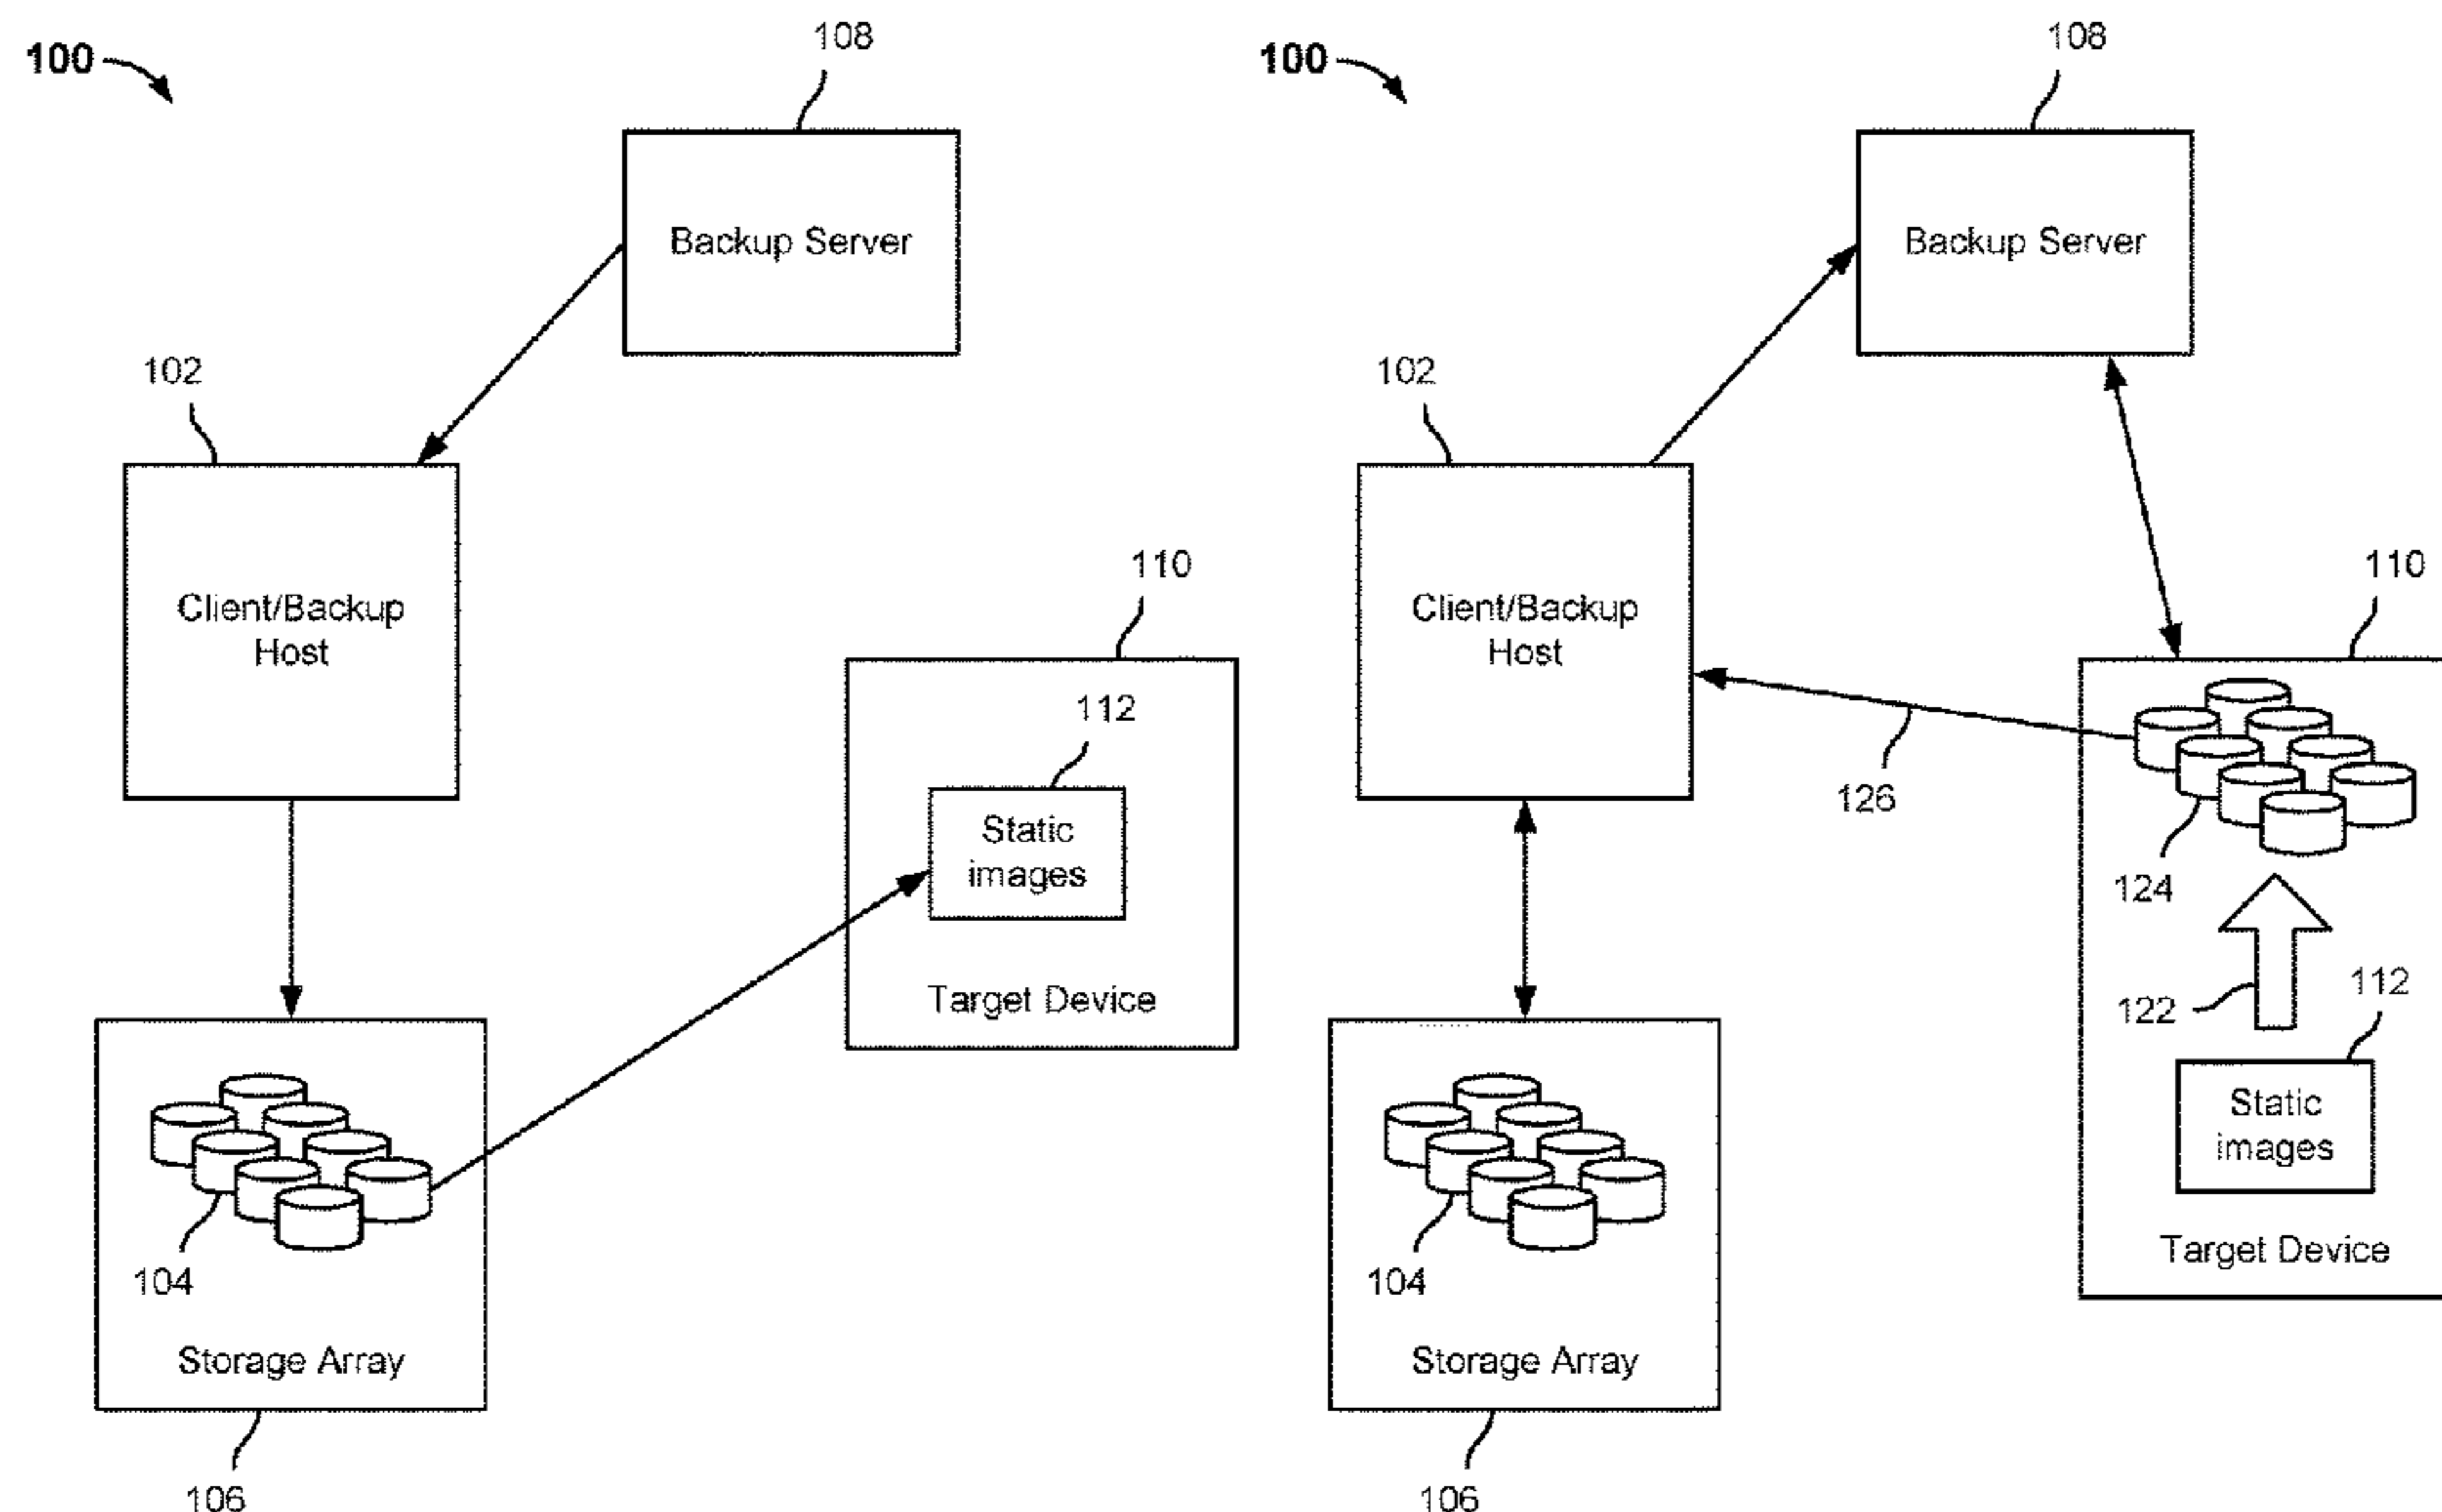 100
108
Backup Server
102
Client/Backup
Host
110
112
Static
images
Target Device
104
Storage Array
106
100
108
Backup Server
102
Client/Backup
Host
110
126
124
122
112
Static
images
Target Device
104
Storage Array
106